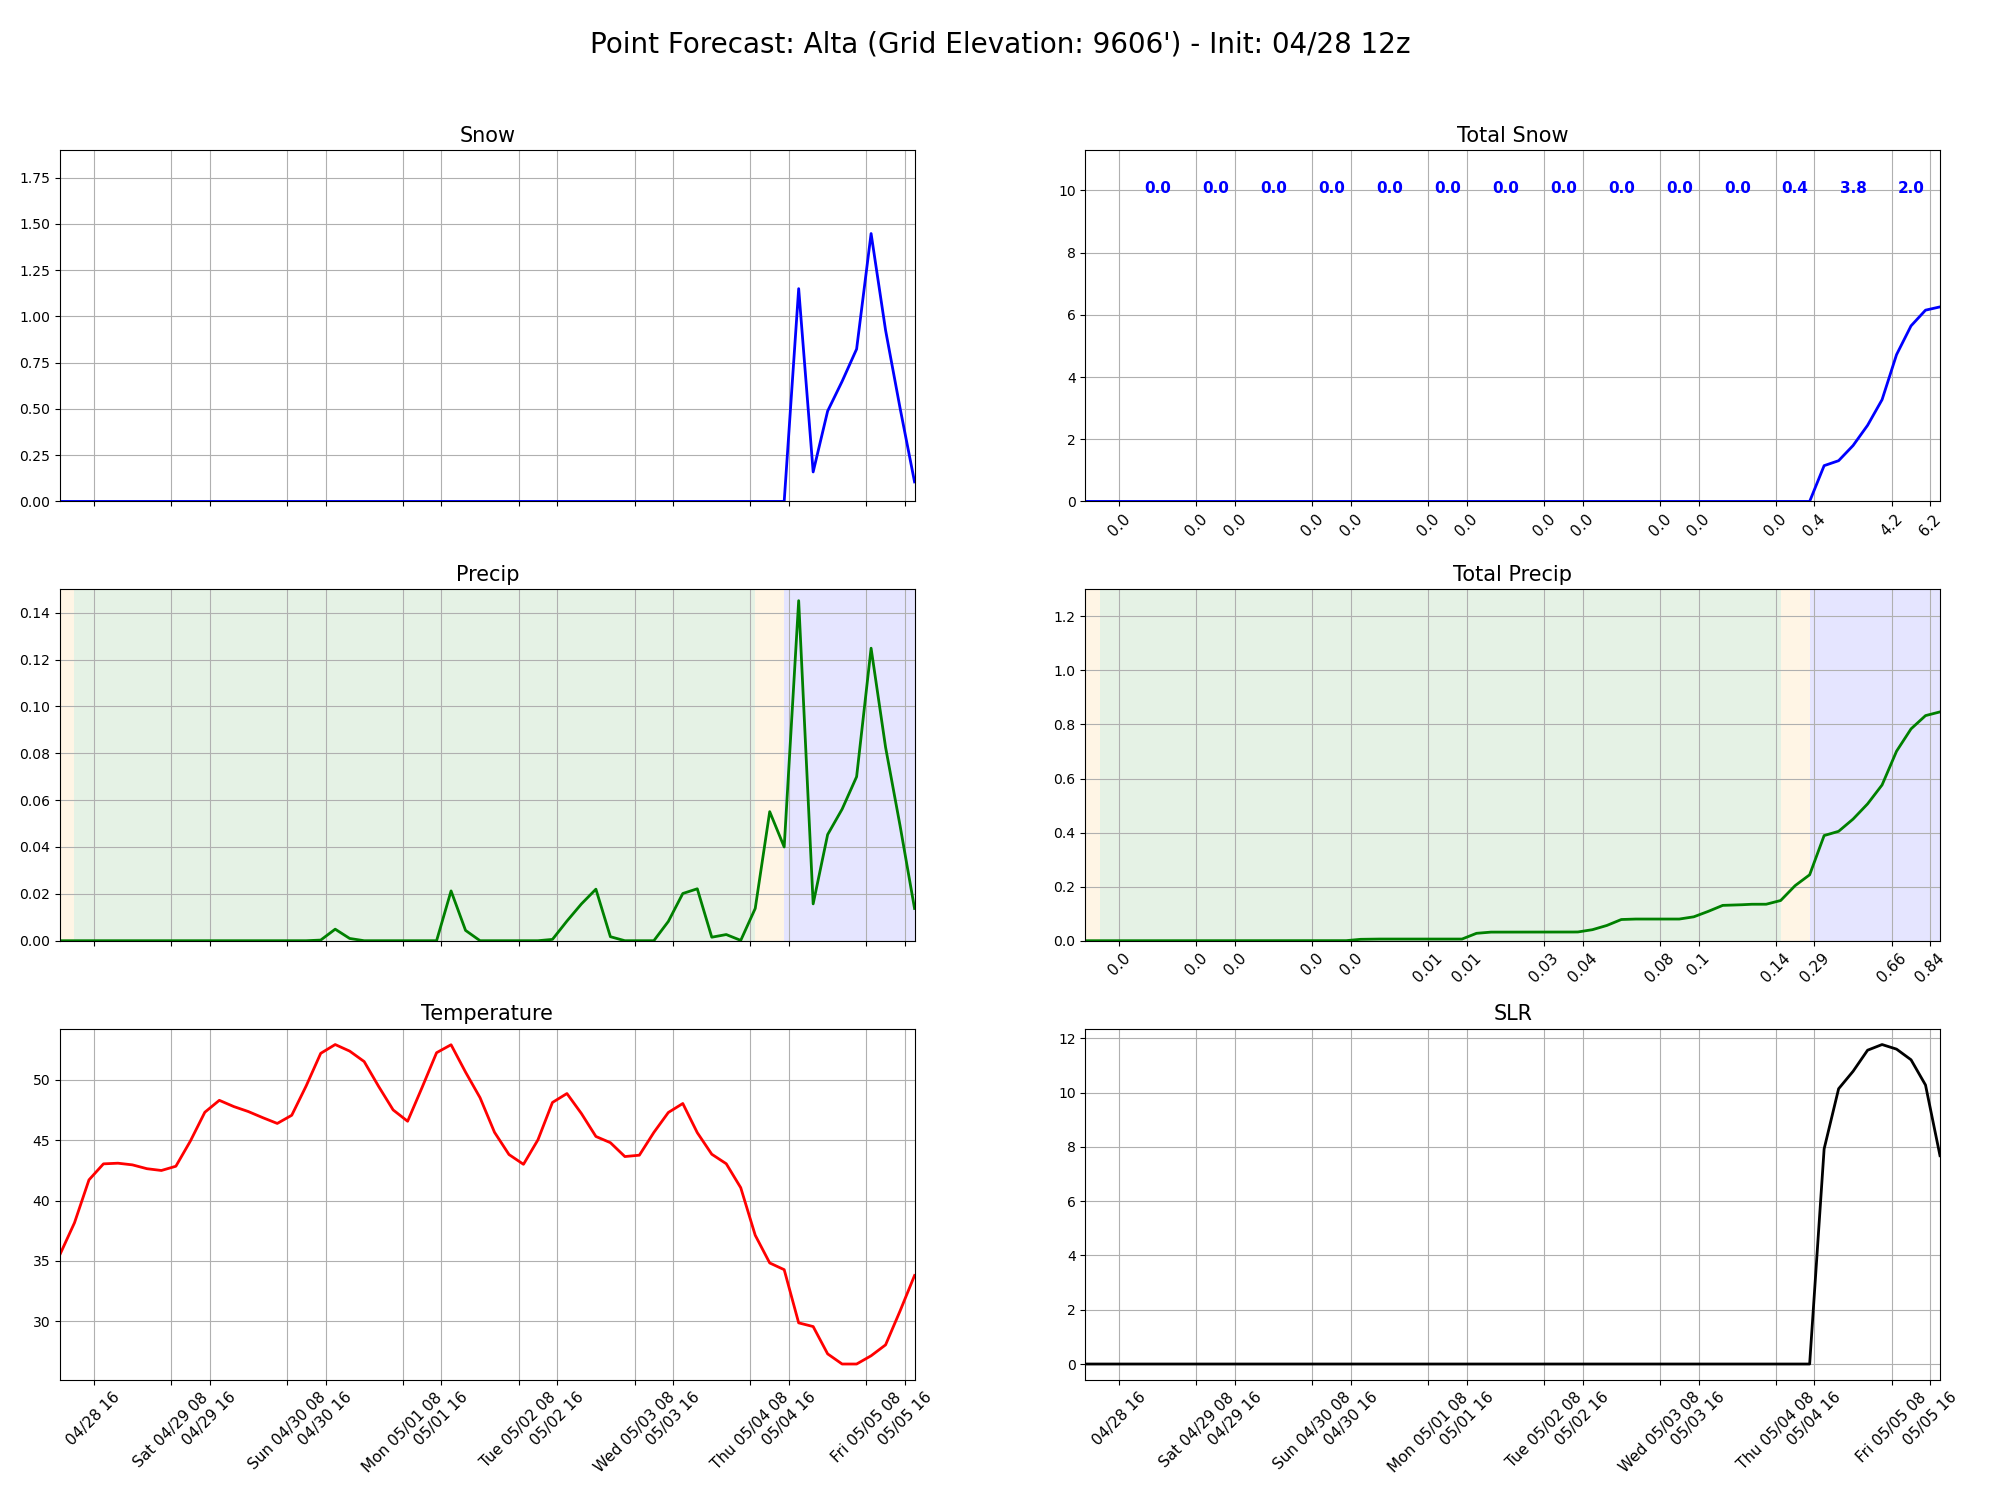 Point Forecast: Alta (Grid Elevation: 9606') - Init: 04/28 12z
Snow
1.75
1.50
1.25
1.00
0.75
0.50
0.25
0.00
Total Snow
0.0 0.0 0.0 0.0 0.0 0.0 0.0 0.0 0.0 0.0 0.0 0.4 3.8 2.0
10
8
6
4
2
0
0.0 0.0 0.0 0.0 0.0 0.0 0.0 0.0 0.0 0.0 0.0 0.0 0.4 4.2 6.2
Precip
0.14
0.12
0.10
0.08
0.06
0.04
0.02
0.00
Total Precip
1.2
1.0
0.8
0.6
0.4
0.2
0.0
0.0 0.0 0.0 0.0 0.0 0.01 0.01 0.03 0.04 0.08 0.1 0.14 0.29 0.66 0.84
Temperature
50
45
40
35
30
04/28 16
Sat 04/29 08
04/29 16
Sun 04/30 08
04/30 16
Mon 05/01 08
05/01 16
Tue 05/02 08
05/02 16
Wed 05/03 08
05/03 16
Thu 05/04 08
05/04 16
Fri 05/05 08
05/05 16
SLR
12
10
8
6
4
2
0
04/28 16
Sat 04/29 08
04/29 16
Sun 04/30 08
04/30 16
Mon 05/01 08
05/01 16
Tue 05/02 08
05/02 16
Wed 05/03 08
05/03 16
Thu 05/04 08
05/04 16
Fri 05/05 08
05/05 16